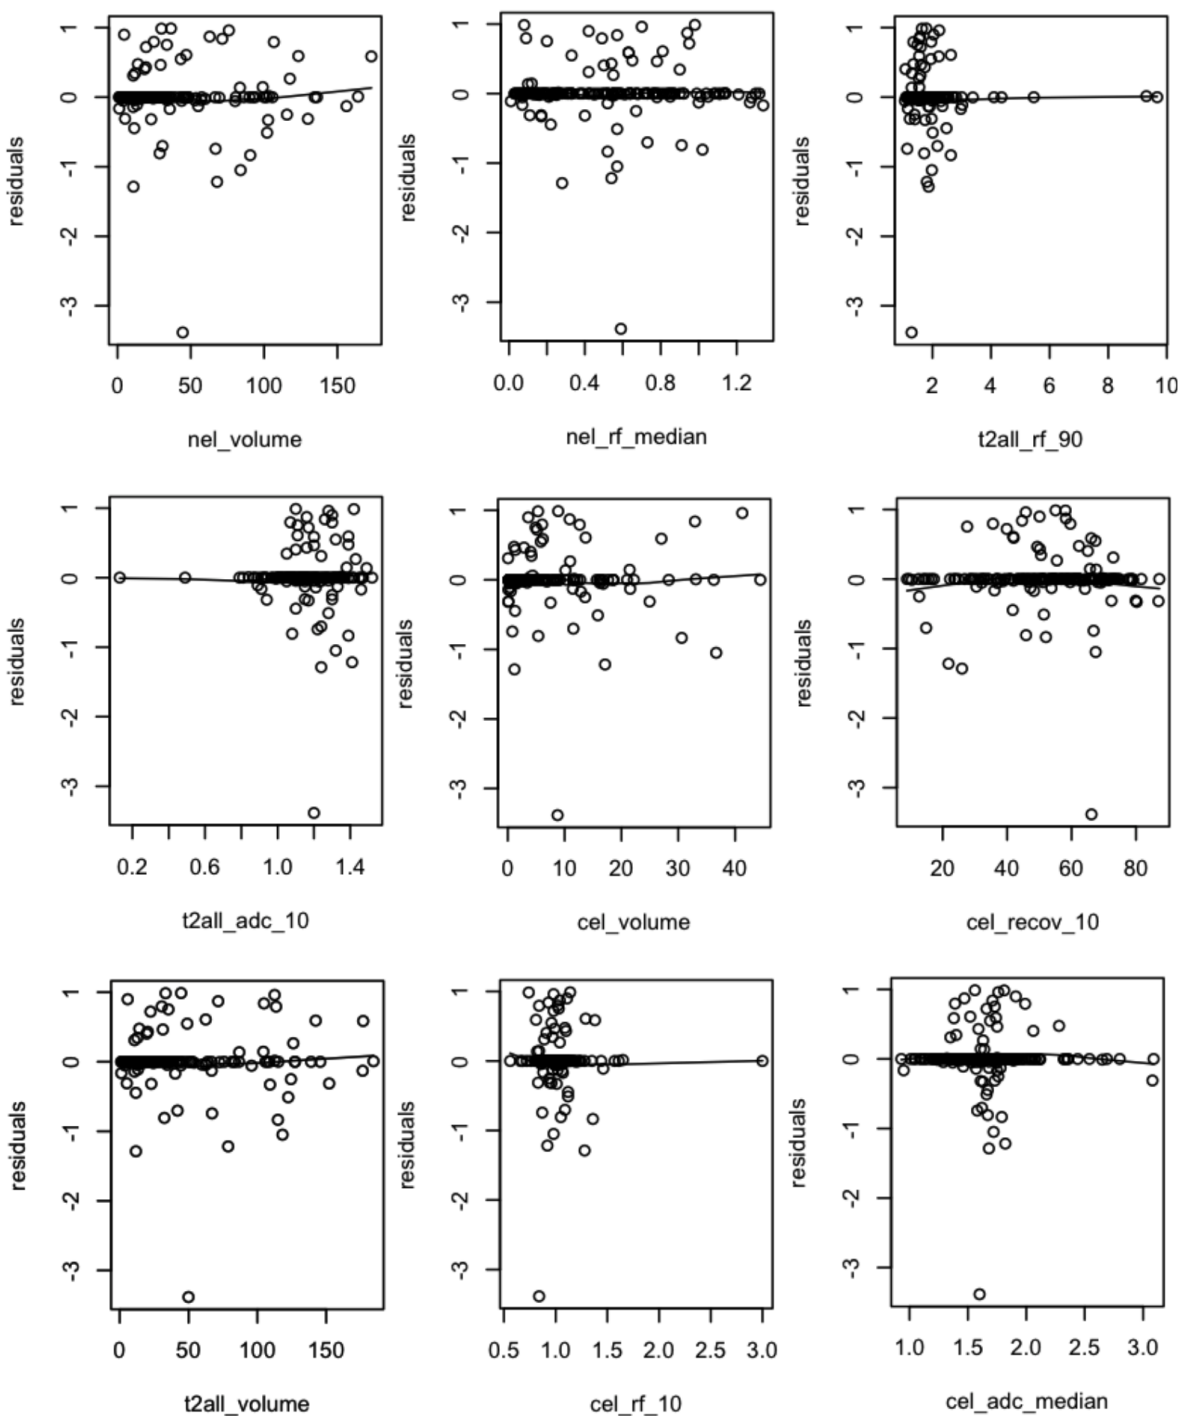 residuals
1
0
-1
-2
-3
0 50 100 150
nel_volume
residuals
1
0
-1
-2
-3
0.0 0.4 0.8 1.2
nel_rf_median
residuals
1
0
-1
-2
-3
2 4 6 8 10
t2all_rf_90
residuals
1
0
-1
-2
-3
0.2 0.6 1.0 1.4
t2all_adc_10
residuals
1
0
-1
-2
-3
0 10 20 30 40
cel_volume
residuals
1
0
-1
-2
-3
20 40 60 80
cel_recov_10
residuals
1
0
-1
-2
-3
0 50 100 150
t2all_volume
residuals
1
0
-1
-2
-3
0.5 1.0 1.5 2.0 2.5 3.0
cel_rf_10
residuals
1
0
-1
-2
-3
1.0 1.5 2.0 2.5 3.0
cel_adc_median